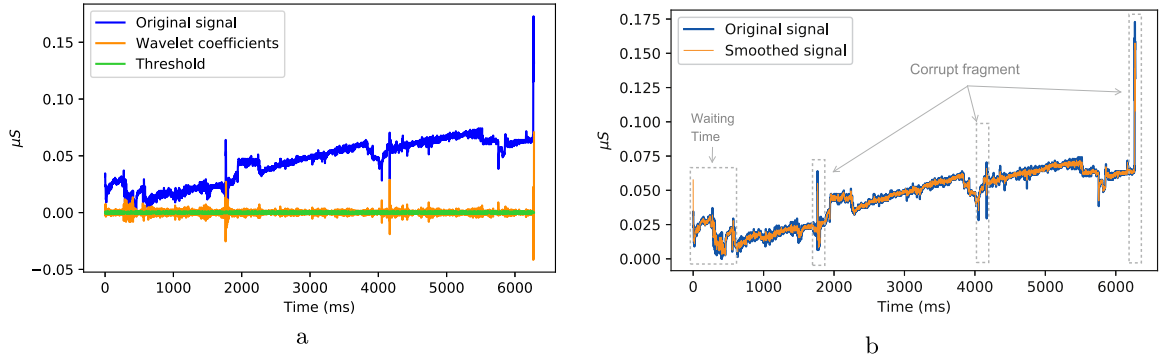 Original signal
Wavelet coefficients
Threshold
0.15
0.10
0.05
0.00
−0.05
μS
0 1000 2000 3000 4000 5000 6000
Time (ms)
a
Original signal
Smoothed signal
Corrupt fragment
Waiting
Time
0.175
0.150
0.125
0.100
0.075
0.050
0.025
0.000
μS
0 1000 2000 3000 4000 5000 6000
Time (ms)
b